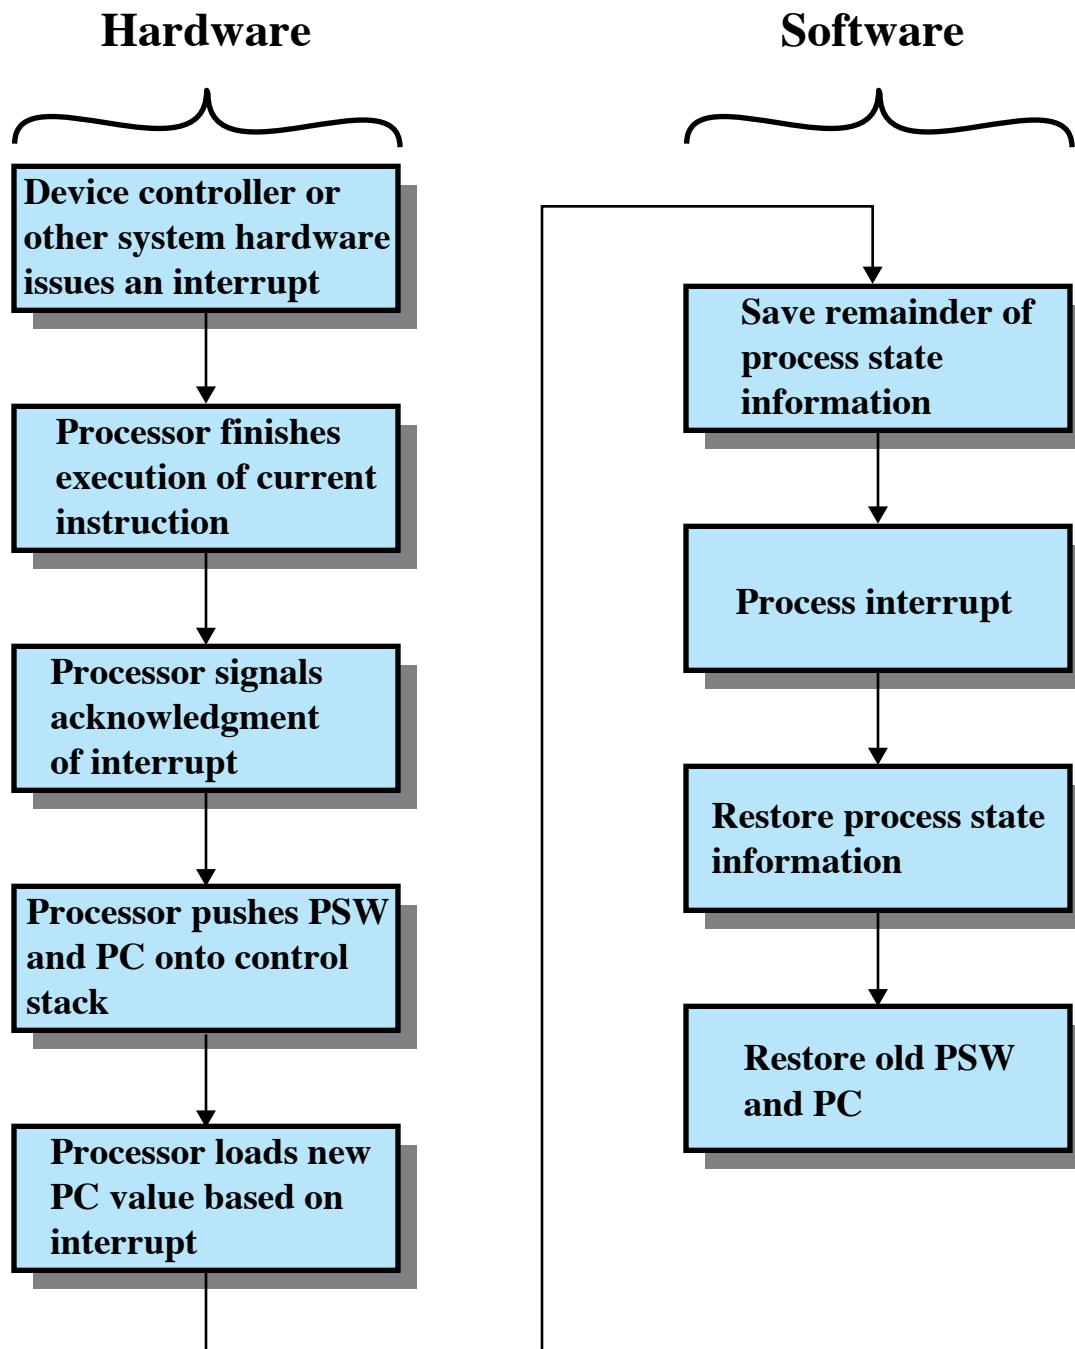 Hardware
Device controller or
other system hardware
issues an interrupt
Processor finishes
execution of current
instruction
Processor signals
acknowledgment
of interrupt
Processor pushes PSW
and PC onto control
stack
Processor loads new
PC value based on
interrupt
Software
Save remainder of
process state
information
Process interrupt
Restore process state
information
Restore old PSW
and PC